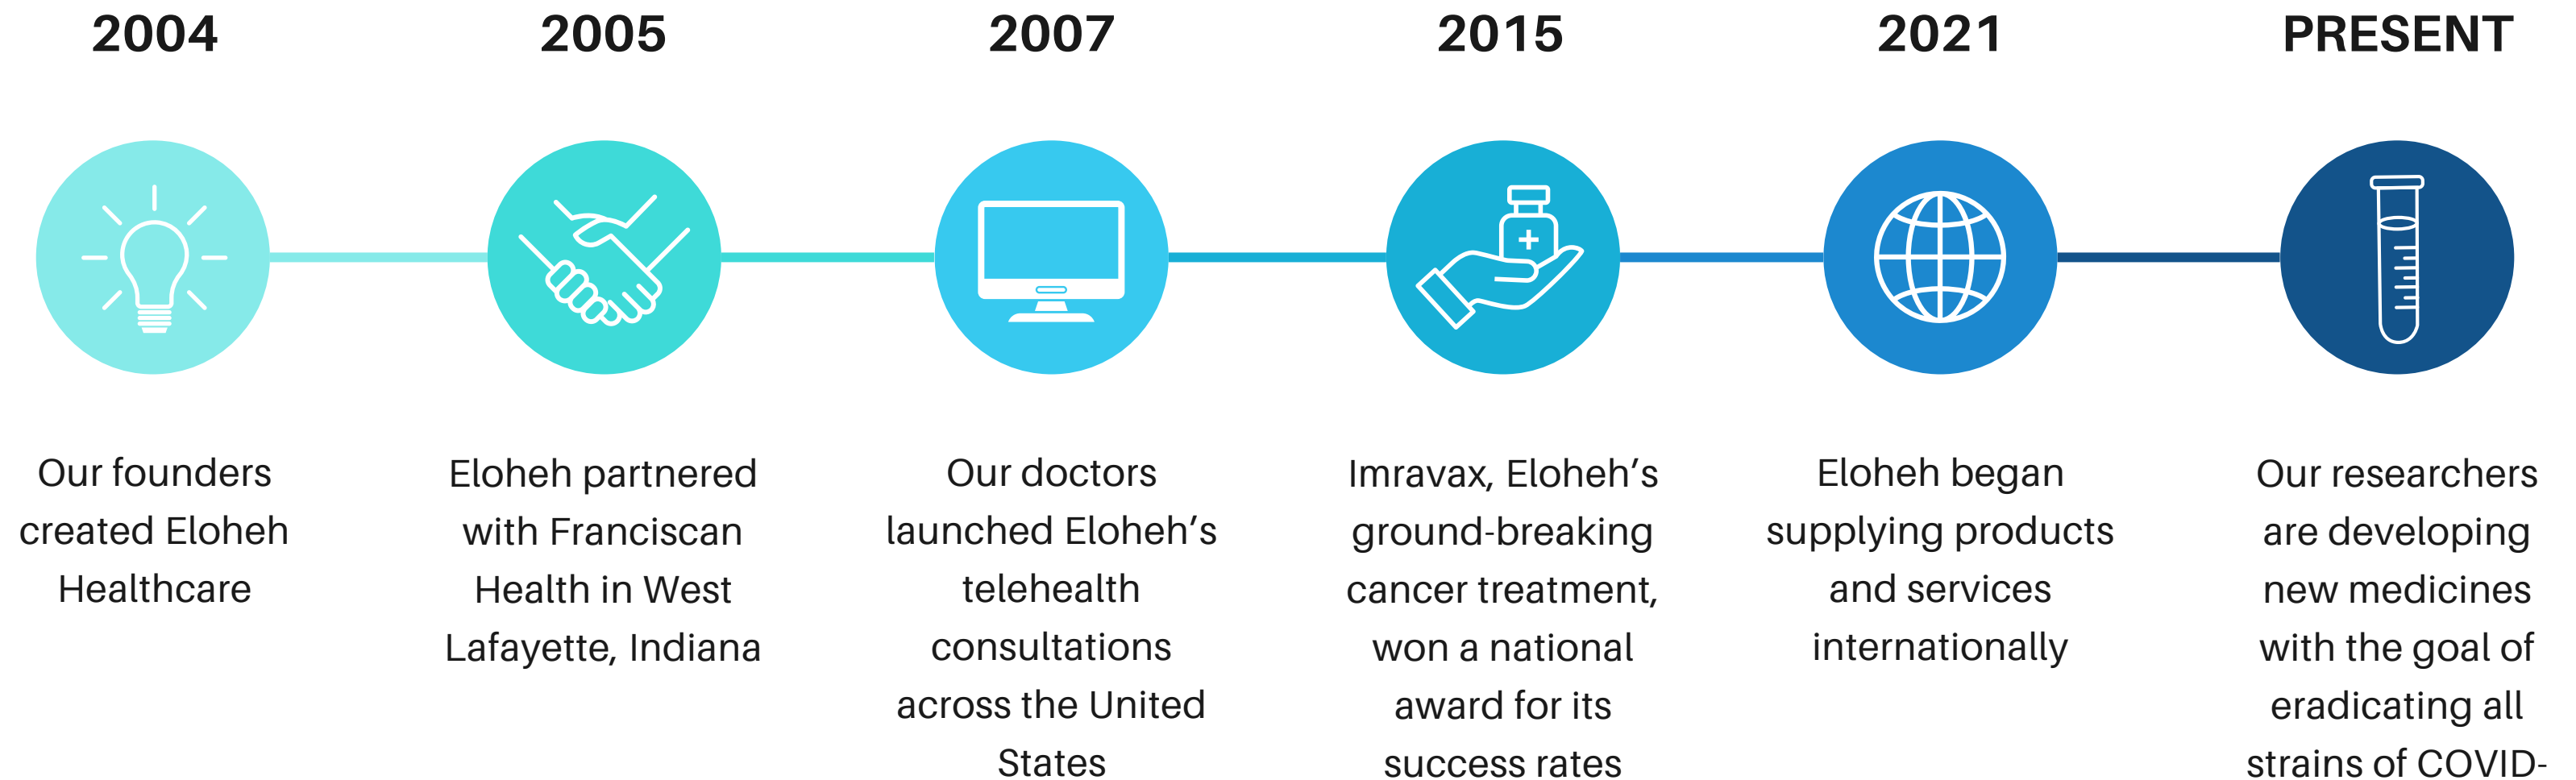 2004
Our founders
created Eloheh
Healthcare
2005
Eloheh partnered
with Franciscan
Health in West
Lafayette, Indiana
2007
Our doctors
launched Eloheh’s
telehealth
consultations
across the United
States
2015
Imravax, Eloheh’s
ground-breaking
cancer treatment,
won a national
award for its
success rates
2021
Eloheh began
supplying products
and services
internationally
PRESENT
Our researchers
are developing
new medicines
with the goal of
eradicating all
strains of COVID-